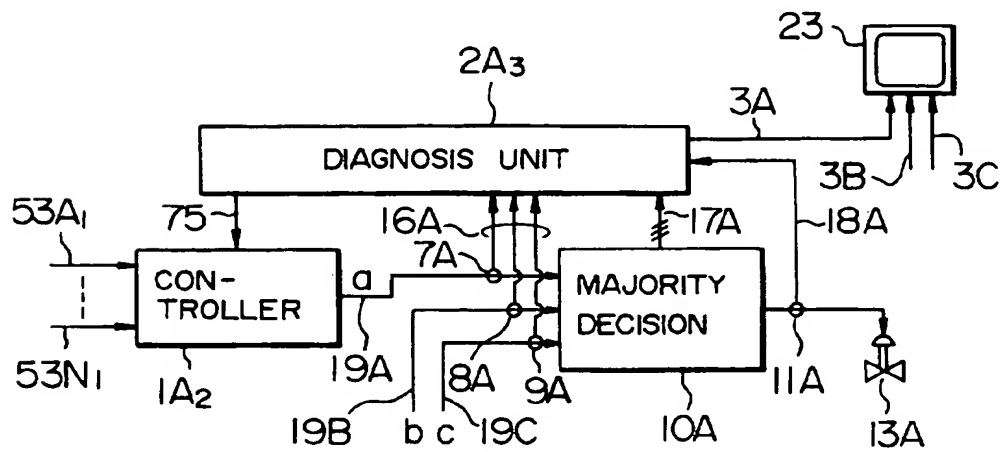 23
2A3
3A
DIAGNOSIS UNIT
3B
3C
53A1
75
16A
17A
18A
7A
CON-
TROLLER
a
MAJORITY
DECISION
53N1
1A2
19A
8A
9A
11A
19B
b
c
19C
10A
13A